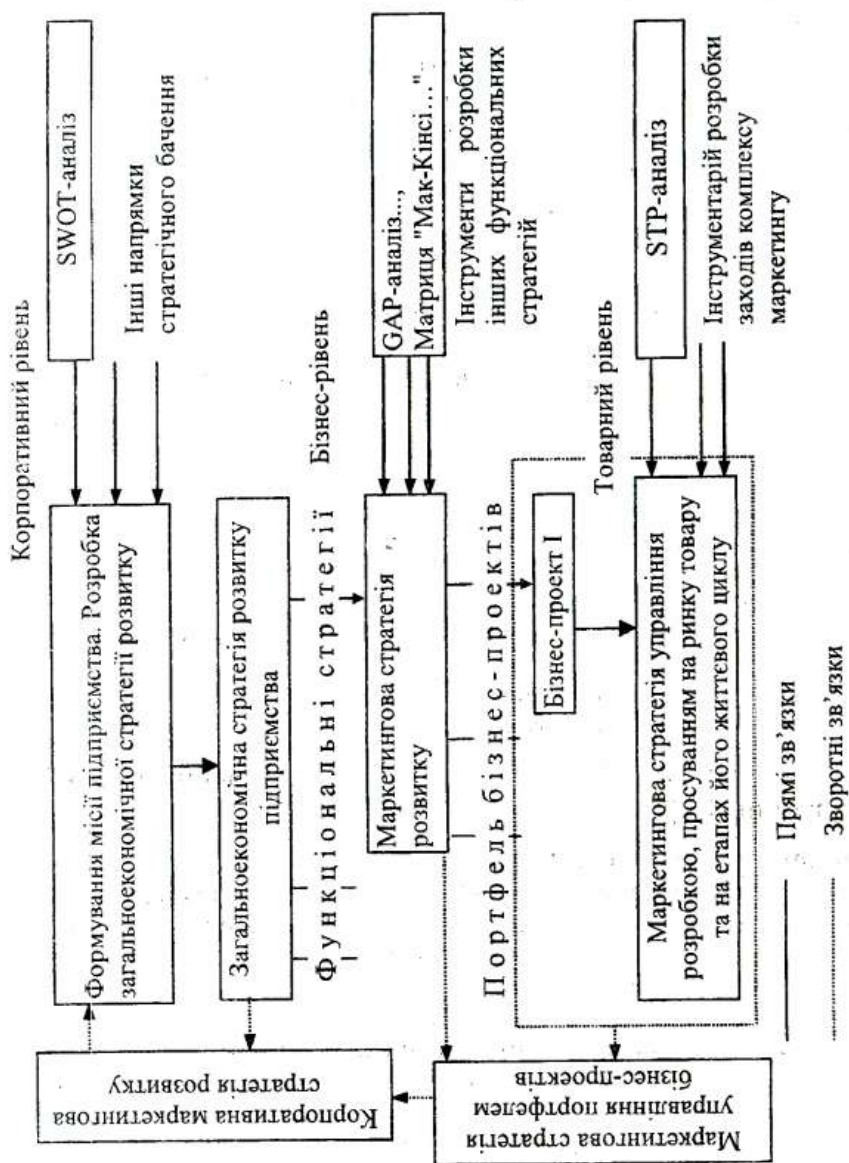 Корпоративний рівень
SWOT-аналіз
Інші напрямки
стратегічного бачення
Формування місії підприємства. Розробка
загальноекономічної стратегії розвитку
Загальноекономічна стратегія розвитку
підприємства
Функціональні стратегії
Бізнес-рівень
GAP-аналіз...,
Матриця "Мак-Кінсі..."
Інструменти розробки
інших функціональних
стратегій
Маркетингова стратегія
розвитку
Портфель бізнес-проектів
Бізнес-проект І
Товарний рівень
STP-аналіз
Інструментарій розробки
заходів комплексу
маркетингу
Маркетингова стратегія управління
розробкою, просуванням на ринку товару
та на етапах його життєвого циклу
Корпоративна маркетингова
стратегія розвитку
Маркетингова стратегія
управління портфелем
бізнес-проектів
Прямі зв’язки
Зворотні зв’язки